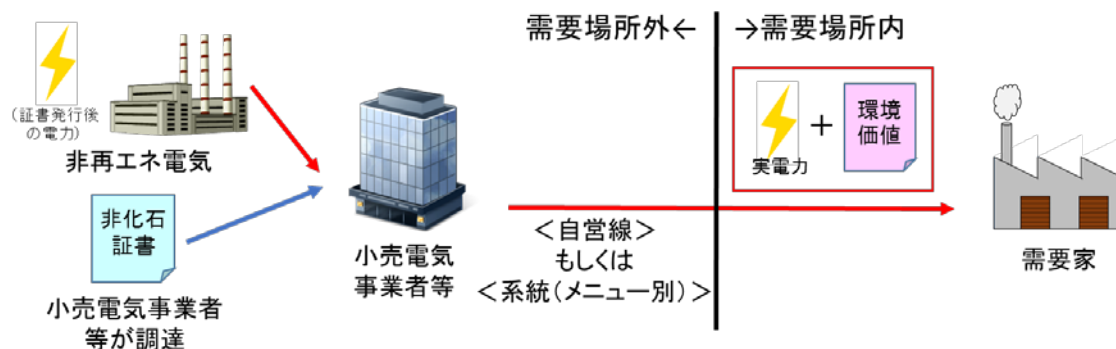 需要場所外←
→需要場所内
(証書発行後
の電力)
非再エネ電気
非化石
証書
小売電気事業者
等が調達
小売電気
事業者等
＜自営線＞
もしくは
＜系統(メニュー別)＞
実電力
+
環境
価値
需要家